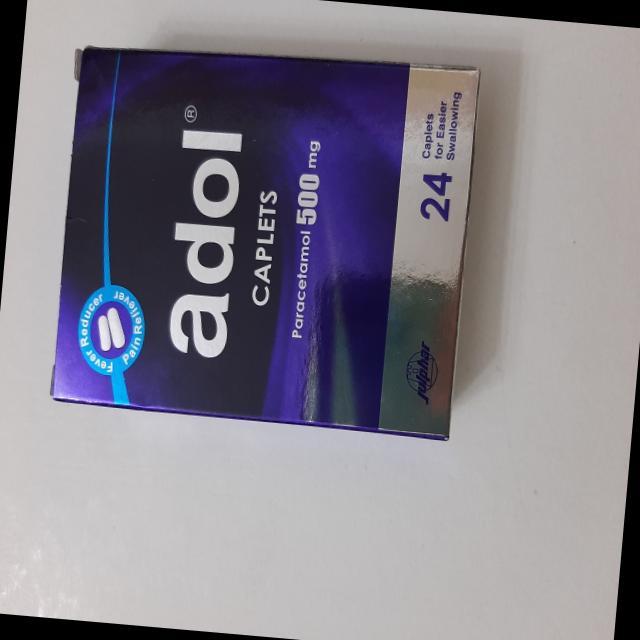 Fever Reducer
Pain Reliever
adol®
CAPLETS
Paracetamol 500 mg
24 Caplets
for Easier
Swallowing
julphar